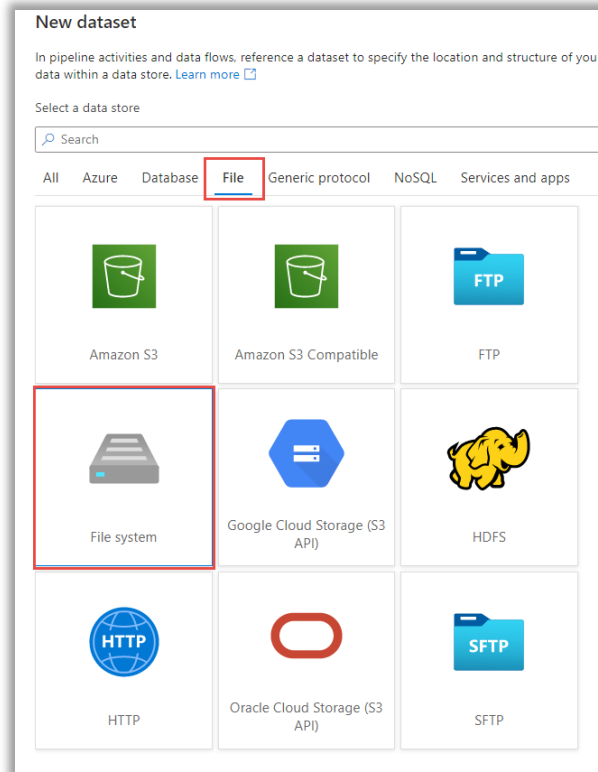 New dataset
In pipeline activities and data flows, reference a dataset to specify the location and structure of you
data within a data store. Learn more
Select a data store
Search
All Azure Database File Generic protocol NoSQL Services and apps
Amazon S3
Amazon S3 Compatible
FTP
FTP
File system
Google Cloud Storage (S3
API)
HDFS
HTTP
HTTP
Oracle Cloud Storage (S3
API)
SFTP
SFTP